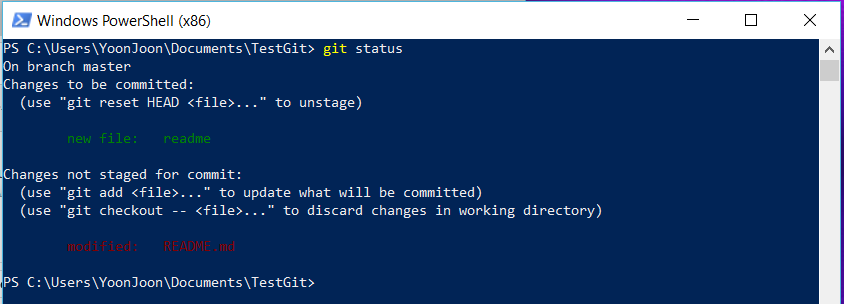 Windows PowerShell (x86)
PS C:\Users\YoonJoon\Documents\TestGit> git status
On branch master
Changes to be committed:
  (use "git reset HEAD <file>..." to unstage)
        new file:   readme
Changes not staged for commit:
  (use "git add <file>..." to update what will be committed)
  (use "git checkout -- <file>..." to discard changes in working directory)
        modified:   README.md
PS C:\Users\YoonJoon\Documents\TestGit>